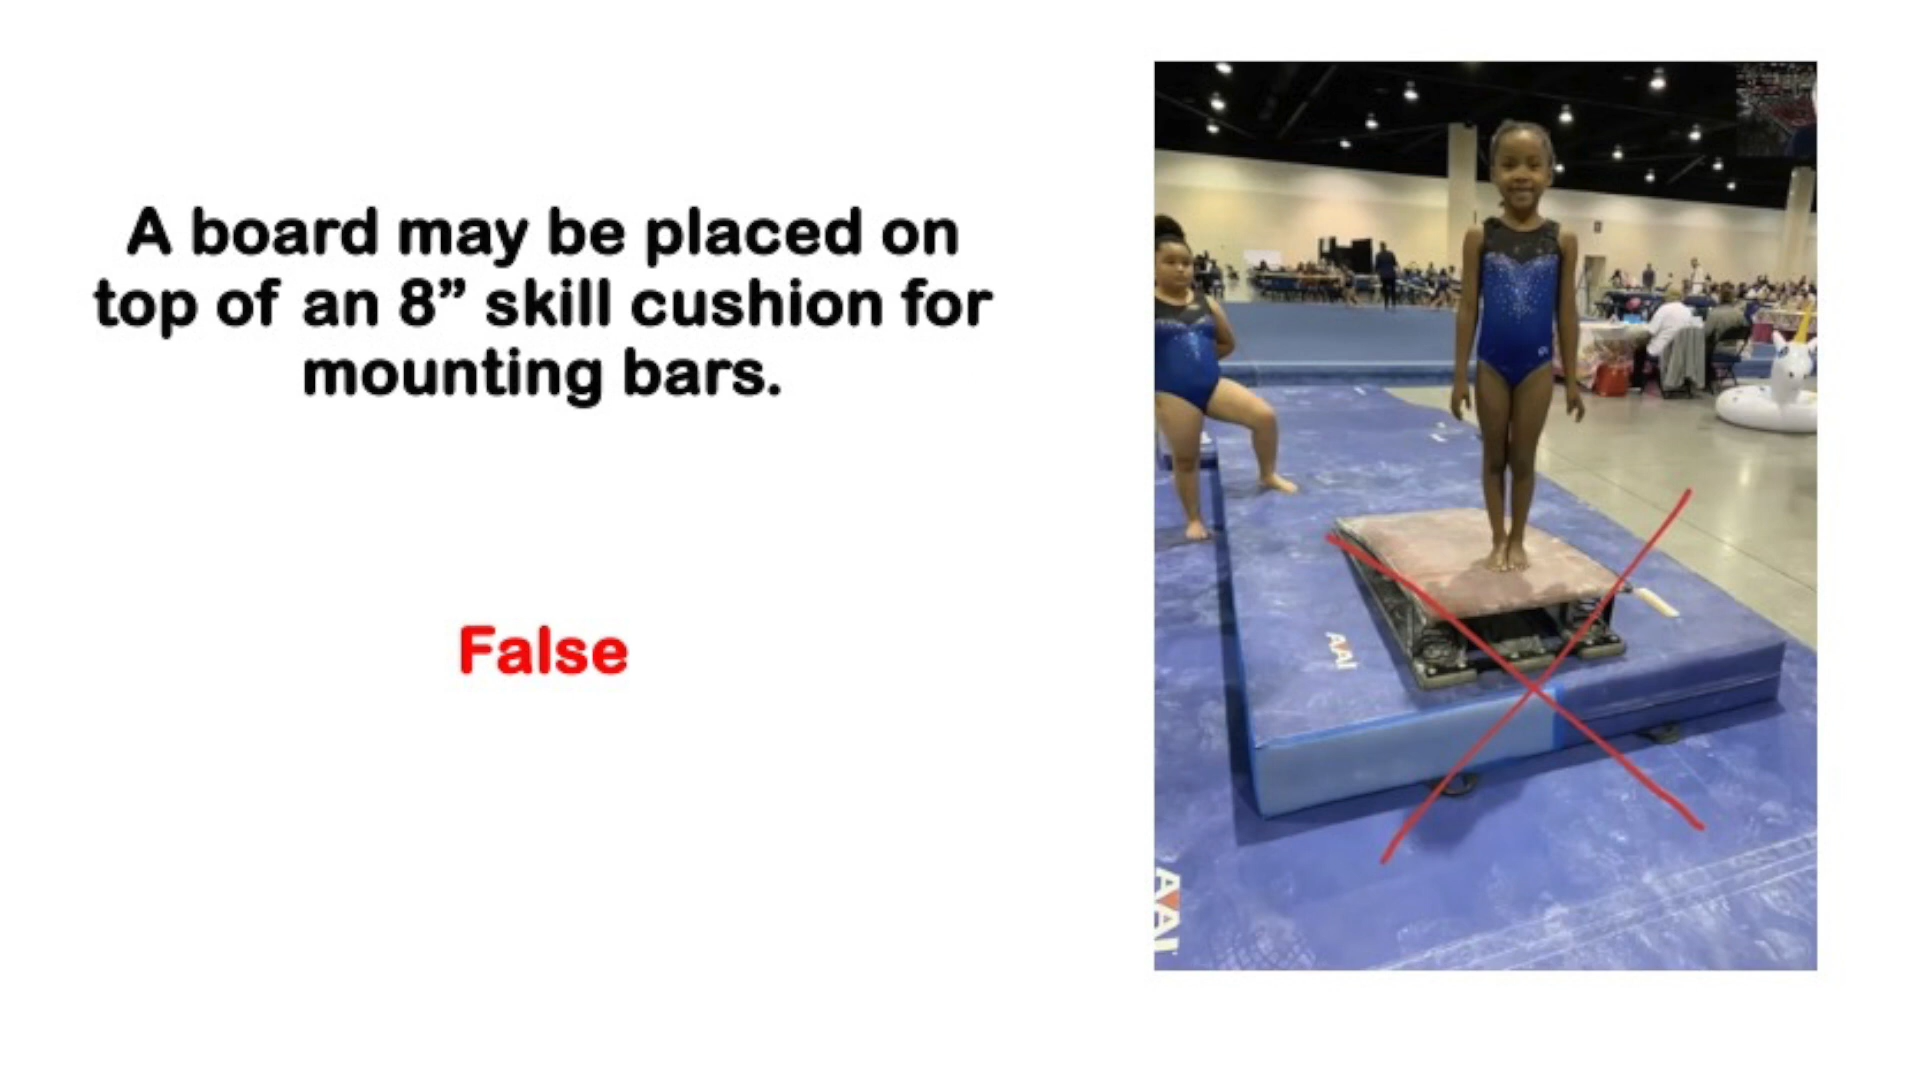 A board may be placed on
top of an 8” skill cushion for
mounting bars.
False
AAI
AAI